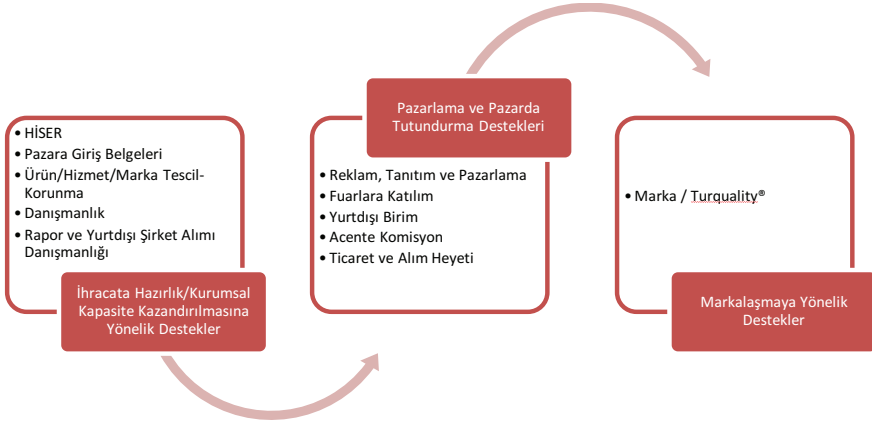 • HİSER
• Pazara Giriş Belgeleri
• Ürün/Hizmet/Marka Tescil-
Korunma
• Danışmanlık
• Rapor ve Yurtdışı Şirket Alımı
Danışmanlığı
İhracata Hazırlık/Kurumsal
Kapasite Kazandırılmasına
Yönelik Destekler
Pazarlama ve Pazarda
Tutundurma Destekleri
• Reklam, Tanıtım ve Pazarlama
• Fuarlara Katılım
• Yurtdışı Birim
• Acente Komisyon
• Ticaret ve Alım Heyeti
• Marka / Turquality®
Markalaşmaya Yönelik
Destekler